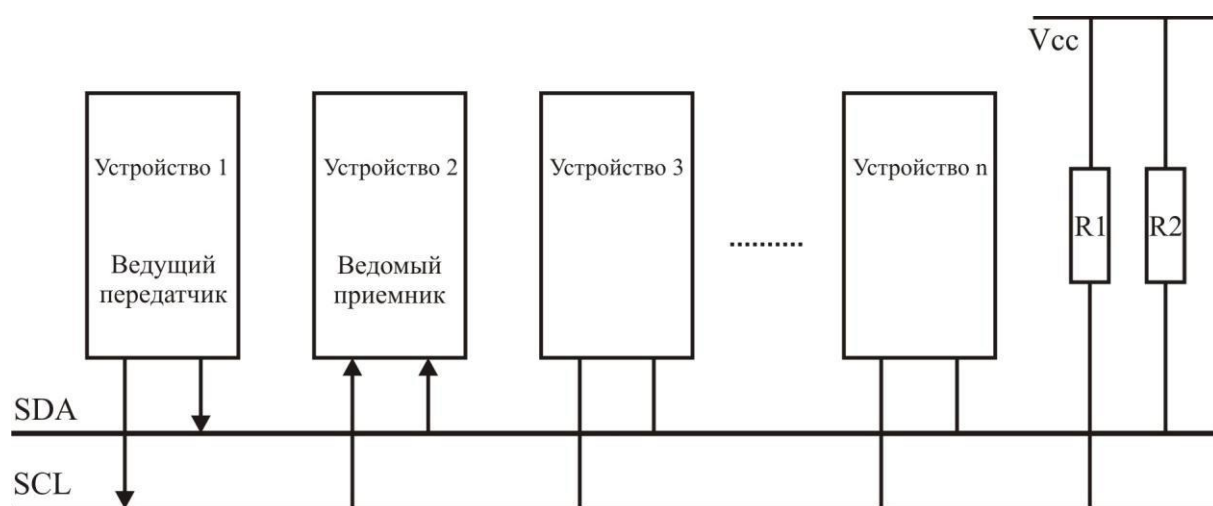 Vcc
Устройство 1
Устройство 2
Устройство 3
Устройство n
R1
R2
Ведущий
передатчик
Ведомый
приемник
SDA
SCL